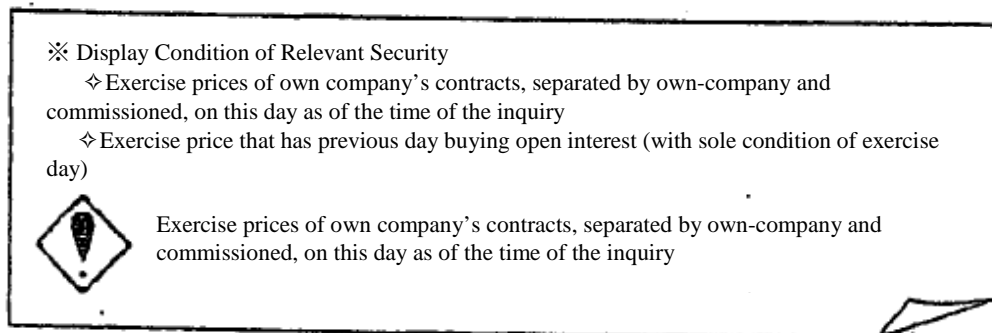 ※ Display Condition of Relevant Security
✧Exercise prices of own company’s contracts, separated by own-company and
commissioned, on this day as of the time of the inquiry
✧Exercise price that has previous day buying open interest (with sole condition of exercise
day)
Exercise prices of own company’s contracts, separated by own-company and
commissioned, on this day as of the time of the inquiry